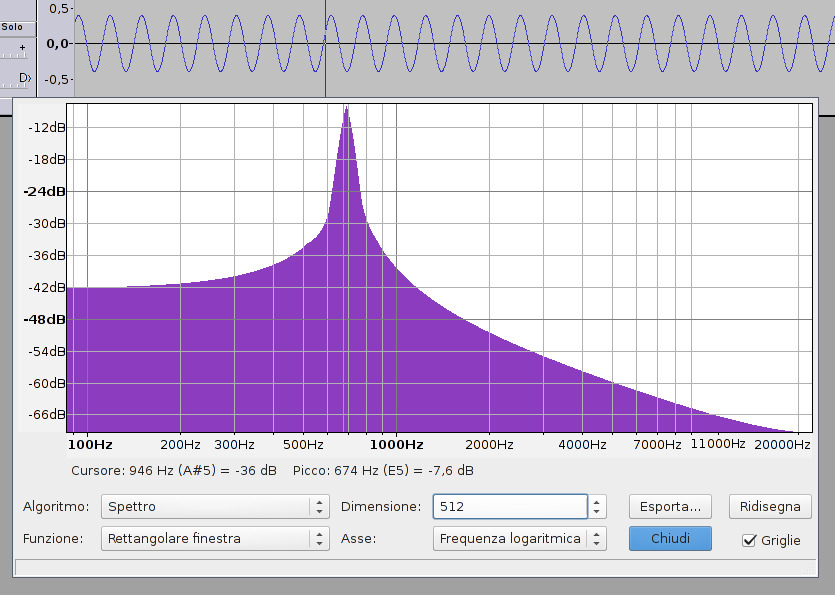 0,5-
Solo
0,0-
+
D
-0,5-
-12dB
-18dB
-24dB
-30dB
-36dB
-42dB
-48dB
-54dB
-60dB
-66dB
100Hz 200Hz 300Hz 500Hz 1000Hz 2000Hz 4000Hz 7000Hz 11000Hz 20000Hz
Cursore: 946 Hz (A#5) = -36 dB Picco: 674 Hz (E5) = -7,6 dB
Algoritmo: Spettro Dimensione: 512 Esporta... Ridisegna
Funzione: Rettangolare finestra Asse: Frequenza logaritmica Chiudi Griglie